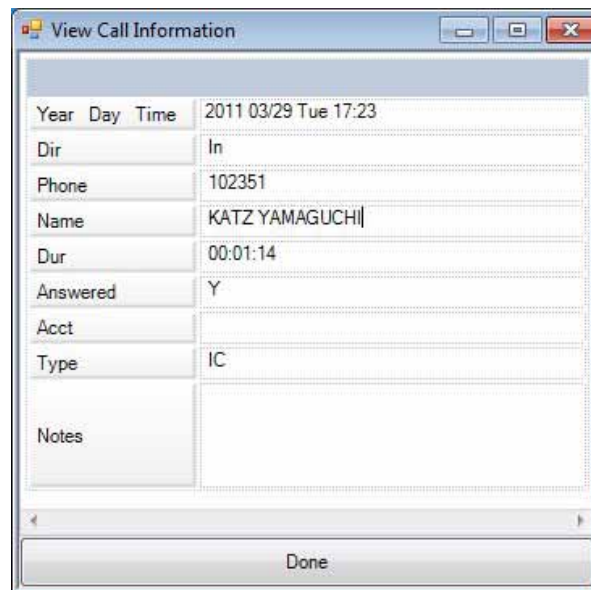 View Call Information
Year Day Time 2011 03/29 Tue 17:23
Dir In
Phone 102351
Name KATZ YAMAGUCHI
Dur 00:01:14
Answered Y
Acct
Type IC
Notes
Done